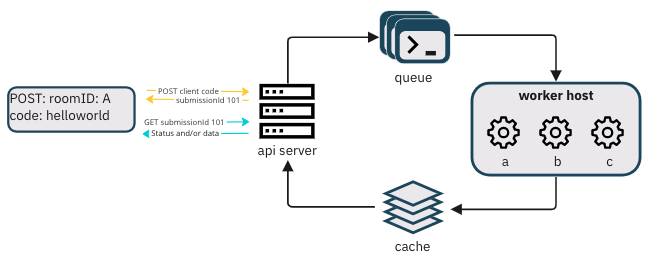 queue
POST: roomID: A
code: helloworld
POST client code
submissionId 101
GET submissionId 101
Status and/or data
api server
worker host
a
b
c
cache